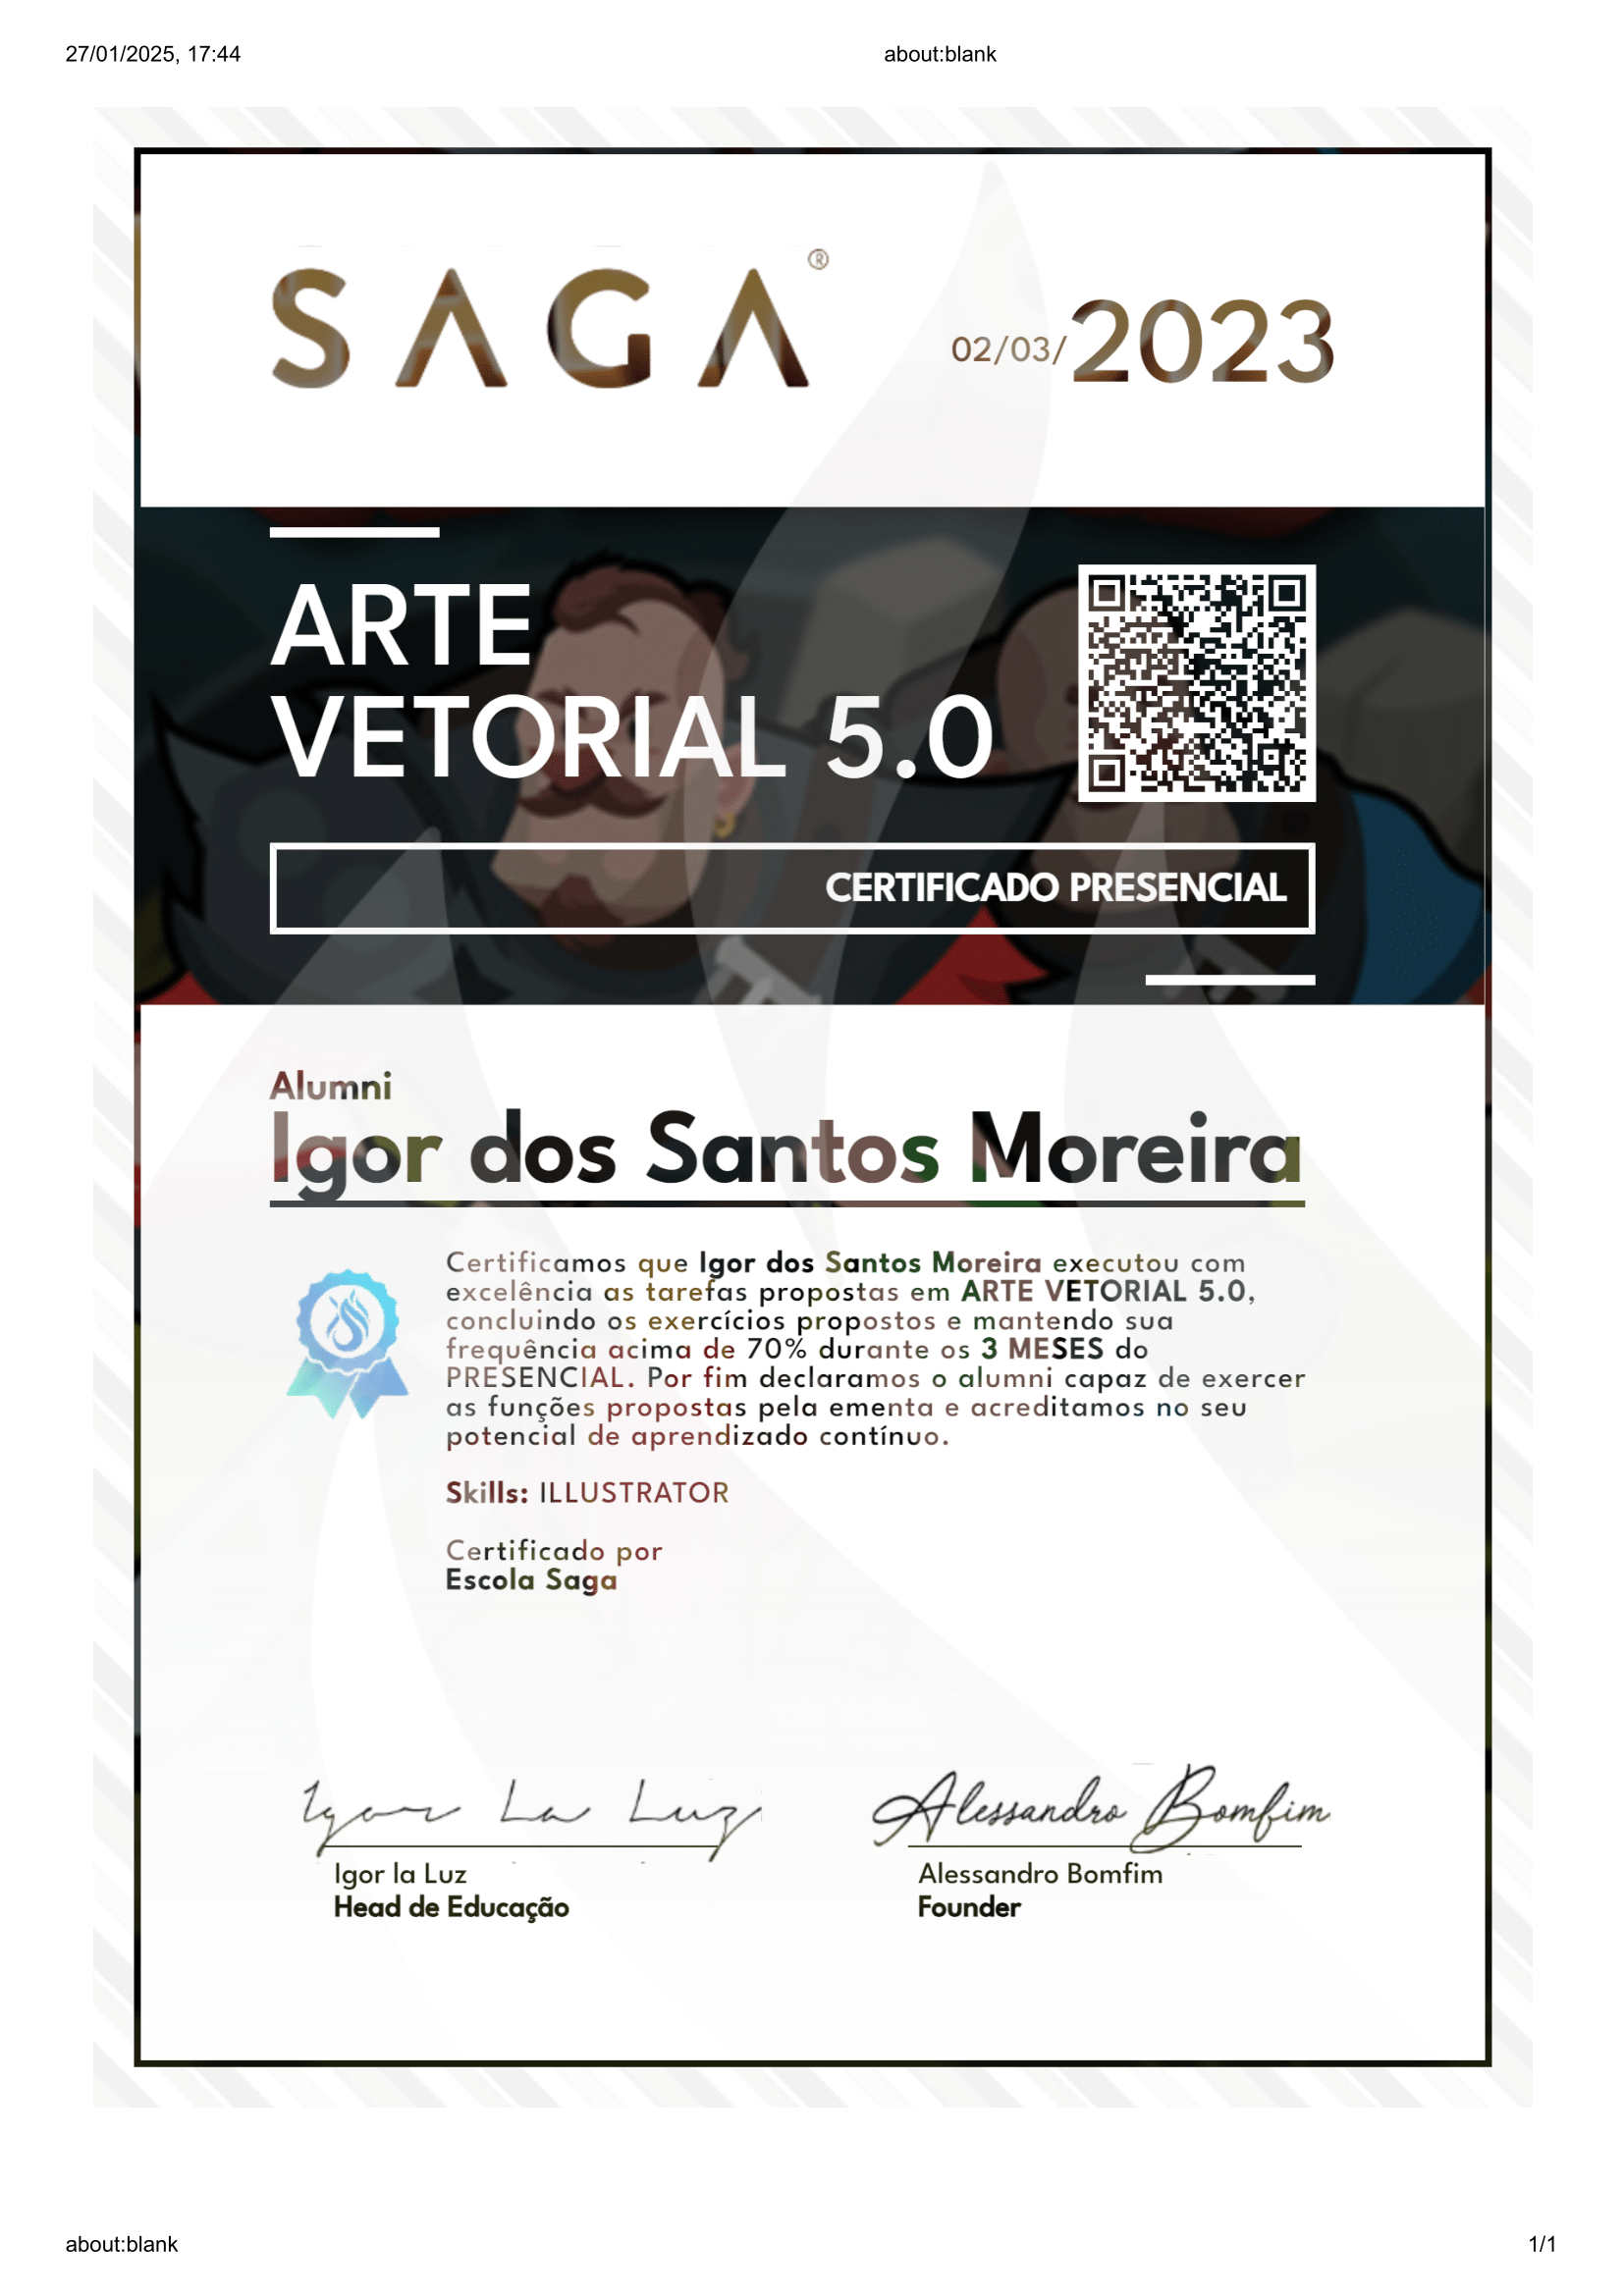 27/01/2025, 17:44 about:blank
SAGA®
02/03/2023
ARTE
VETORIAL 5.0
CERTIFICADO PRESENCIAL
Alumni
Igor dos Santos Moreira
Certificamos que Igor dos Santos Moreira executou com
excelência as tarefas propostas em ARTE VETORIAL 5.0,
concluindo os exercícios propostos e mantendo sua
frequência acima de 70% durante os 3 MESES do
PRESENCIAL. Por fim declaramos o alumni capaz de exercer
as funções propostas pela ementa e acreditamos no seu
potencial de aprendizado contínuo.
Skills: ILLUSTRATOR
Certificado por
Escola Saga
Igor La Luz Alessandro Bomfim
Igor la Luz Alessandro Bomfim
Head de Educação Founder
about:blank 1/1